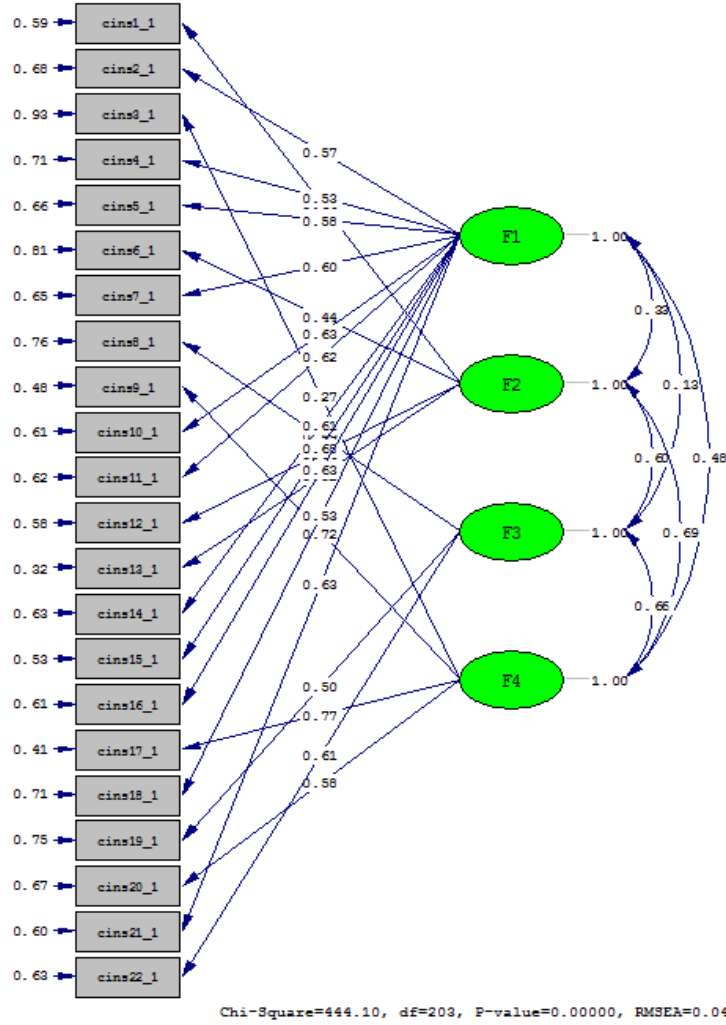 0.59 cins1_1
0.68 cins2_1
0.93 cins3_1
0.71 cins4_1
0.66 cins5_1
0.81 cins6_1
0.65 cins7_1
0.76 cins8_1
0.48 cins9_1
0.61 cins10_1
0.62 cins11_1
0.58 cins12_1
0.32 cins13_1
0.63 cins14_1
0.53 cins15_1
0.61 cins16_1
0.41 cins17_1
0.71 cins18_1
0.75 cins19_1
0.67 cins20_1
0.60 cins21_1
0.63 cins22_1
0.57
0.53
0.58
0.60
0.44
0.63
0.62
0.27
0.63
0.53
0.72
0.63
0.50
0.77
0.61
0.58
F1 1.00
F2 1.00
F3 1.00
F4 1.00
0.33
0.13
0.60
0.48
0.69
0.66
Chi-Square=444.10, df=203, P-value=0.00000, RMSEA=0.04